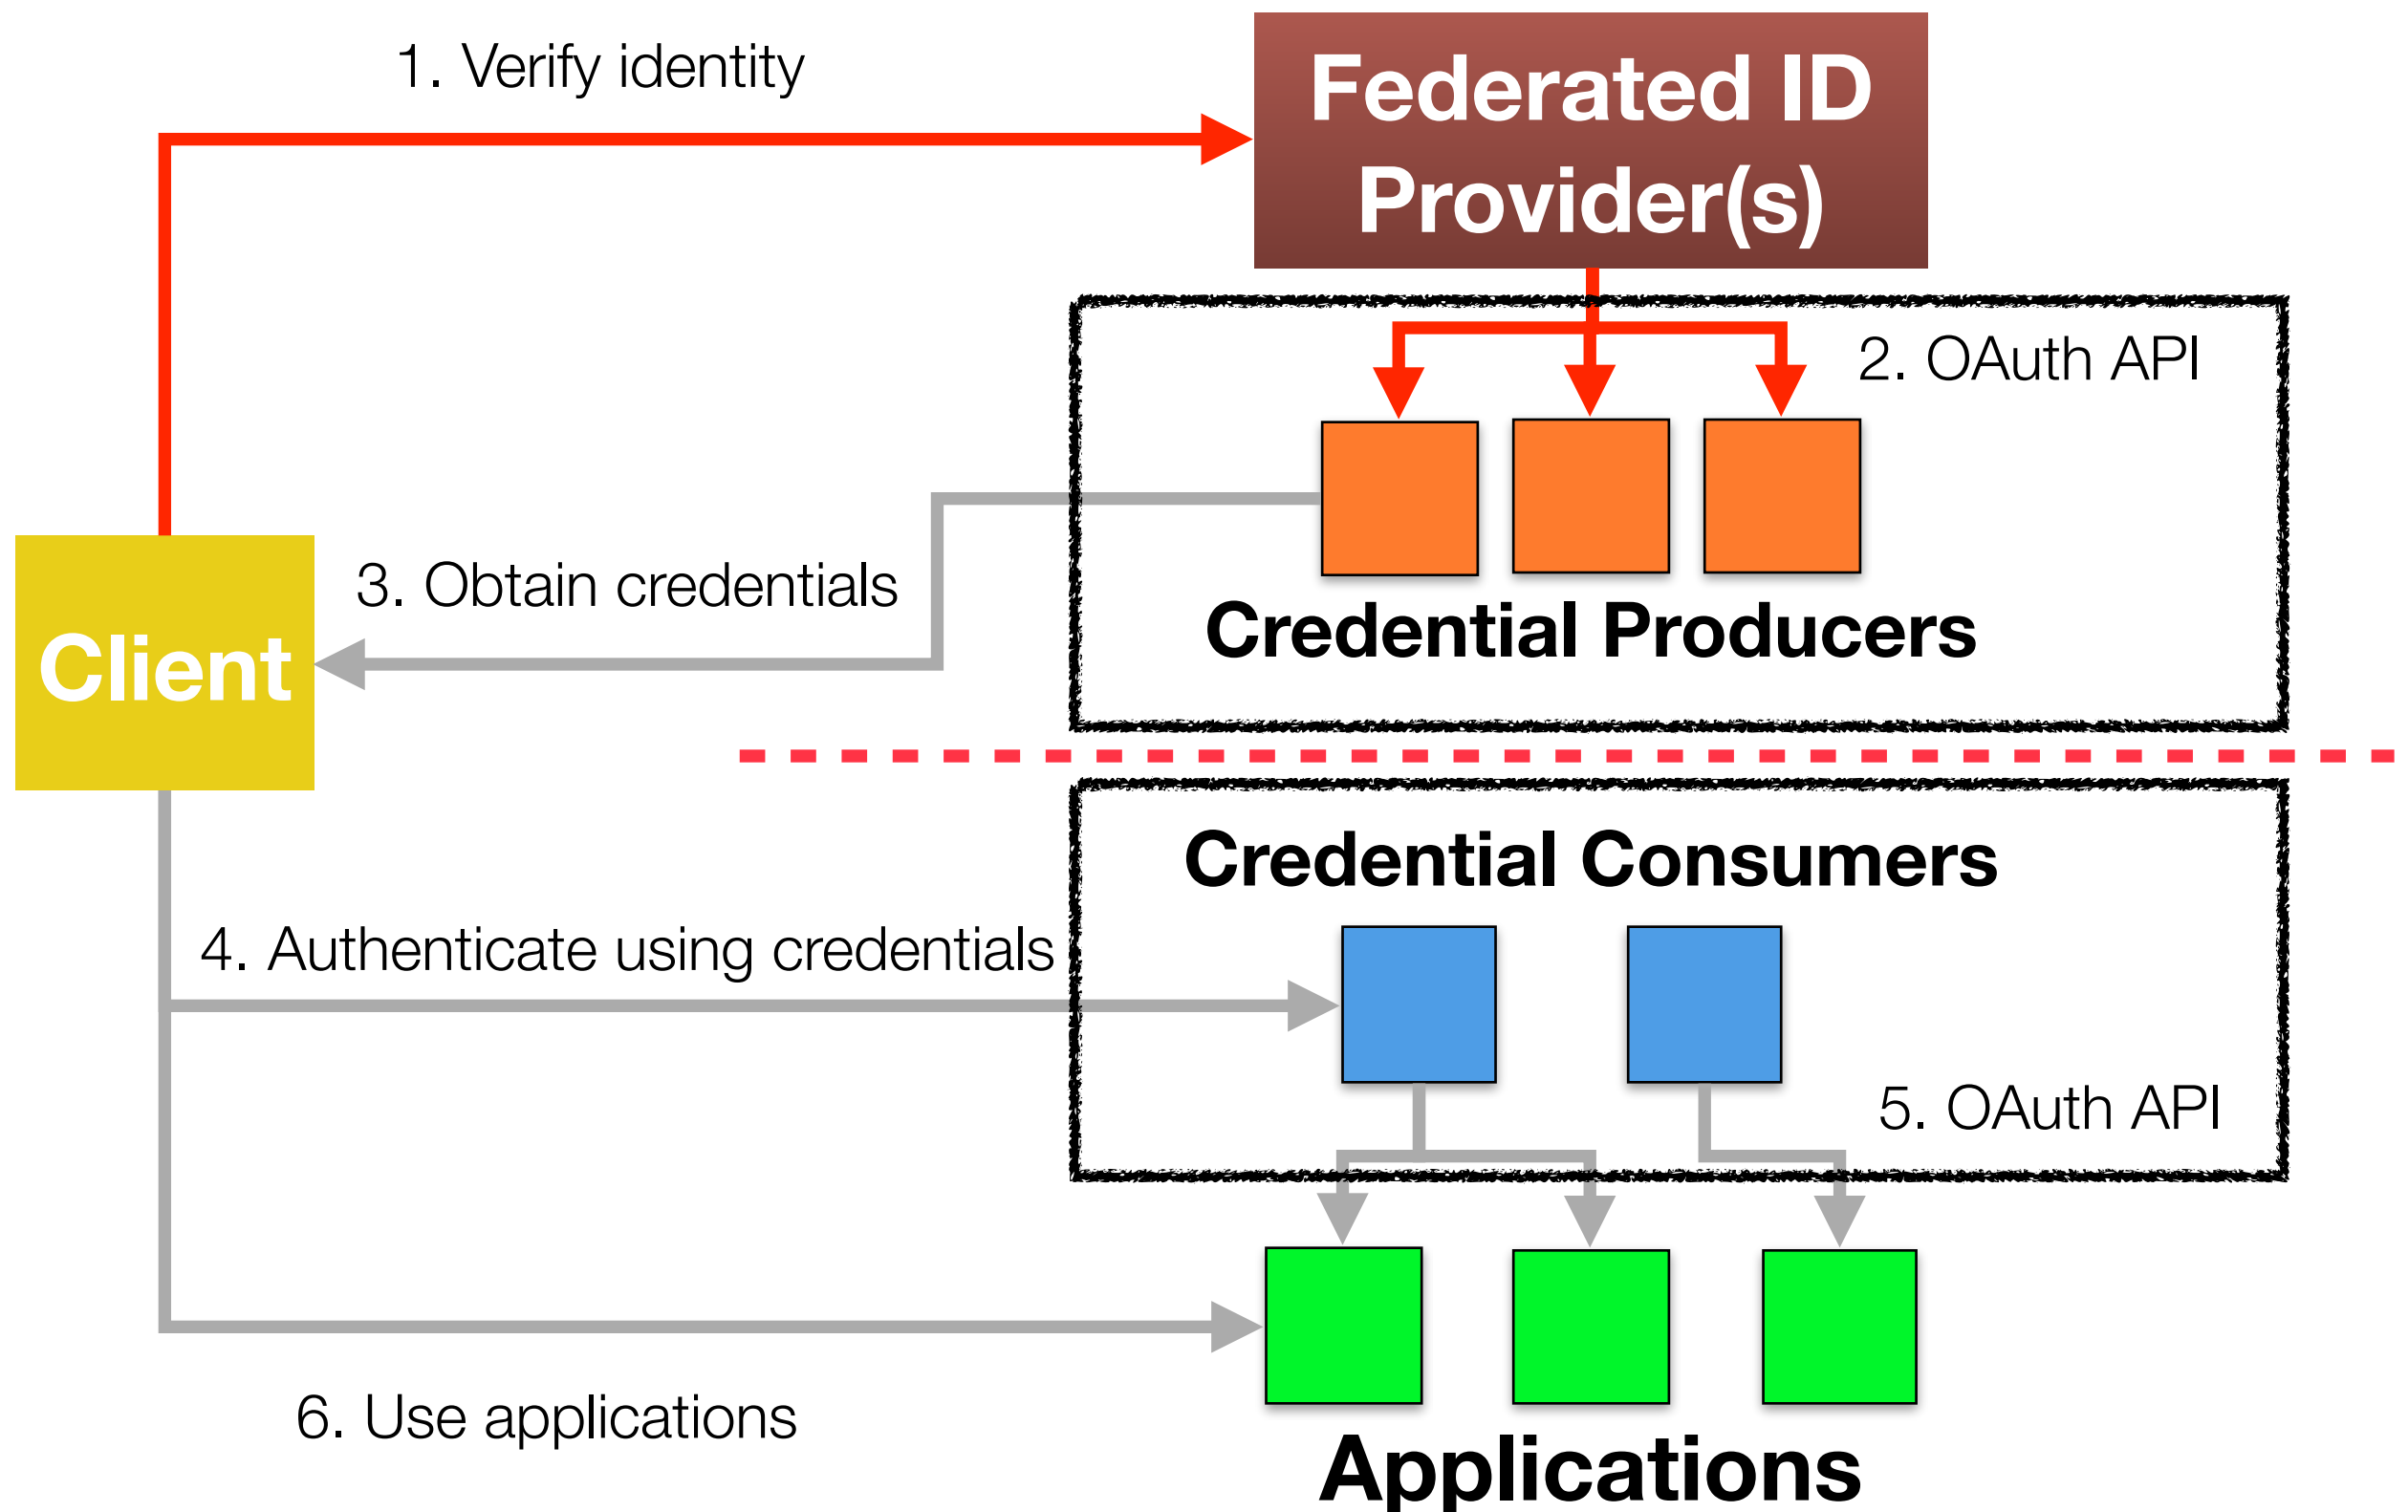 1. Verify identity
Federated ID
Provider(s)
2. OAuth API
3. Obtain credentials
Client
Credential Producers
Credential Consumers
4. Authenticate using credentials
5. OAuth API
6. Use applications
Applications